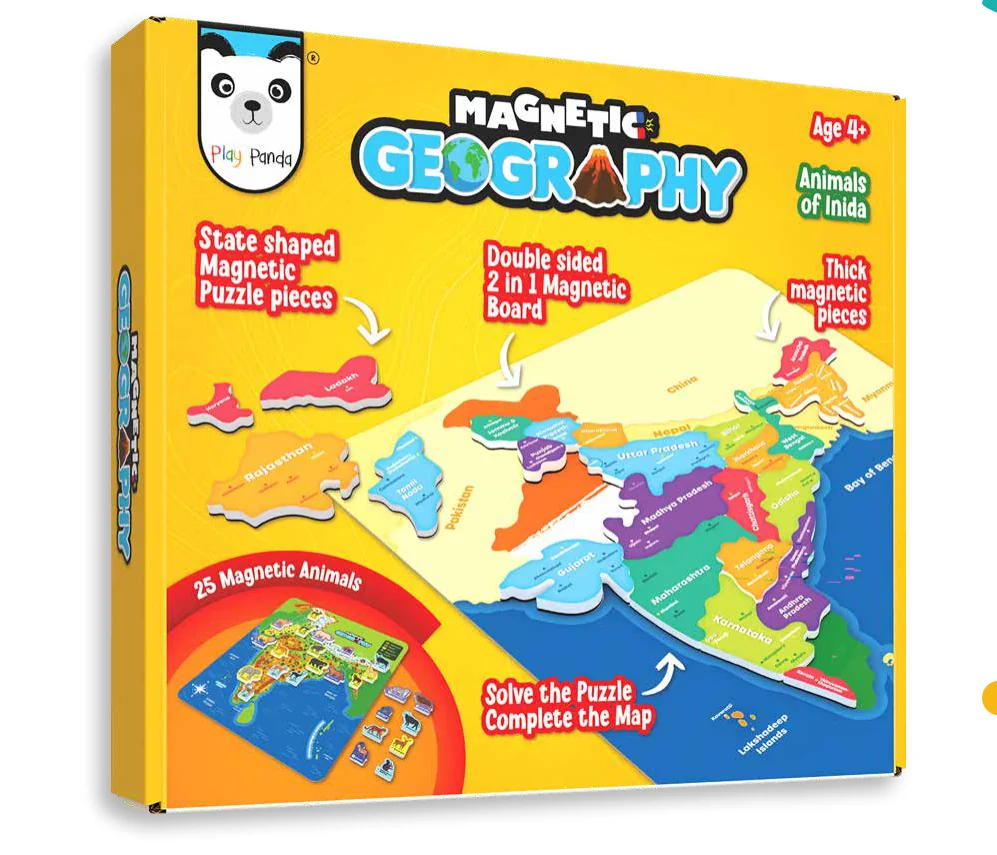 ®
Play Panda
MAGNETIC
GEOGRAPHY
Age 4+
Animals
of Inida
State shaped
Magnetic
Puzzle pieces
Double sided
2 in 1 Magnetic
Board
Thick
magnetic
pieces
MAGNETIC
GEOGRAPHY
Haryana
Ladakh
Rajasthan
Tamil
Nadu
Pakistan
China
Nepal
Myanm
Punjab
Uttar Pradesh
Bihar
West
Bengal
Bay of Ben
Madhya Pradesh
Chattisgarh
Odisha
Gujarat
Maharashtra
Telangana
Andhra
Pradesh
Karnataka
25 Magnetic Animals
Solve the Puzzle
Complete the Map
Lakshadeep
Islands